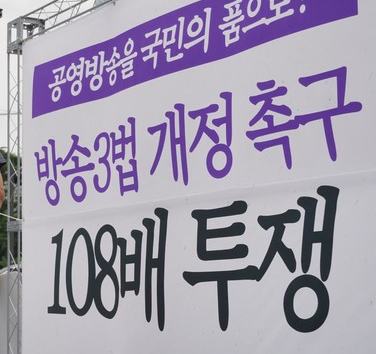 공영방송을 국민의 품으로!
방송3법 개정 촉구
108배 투쟁